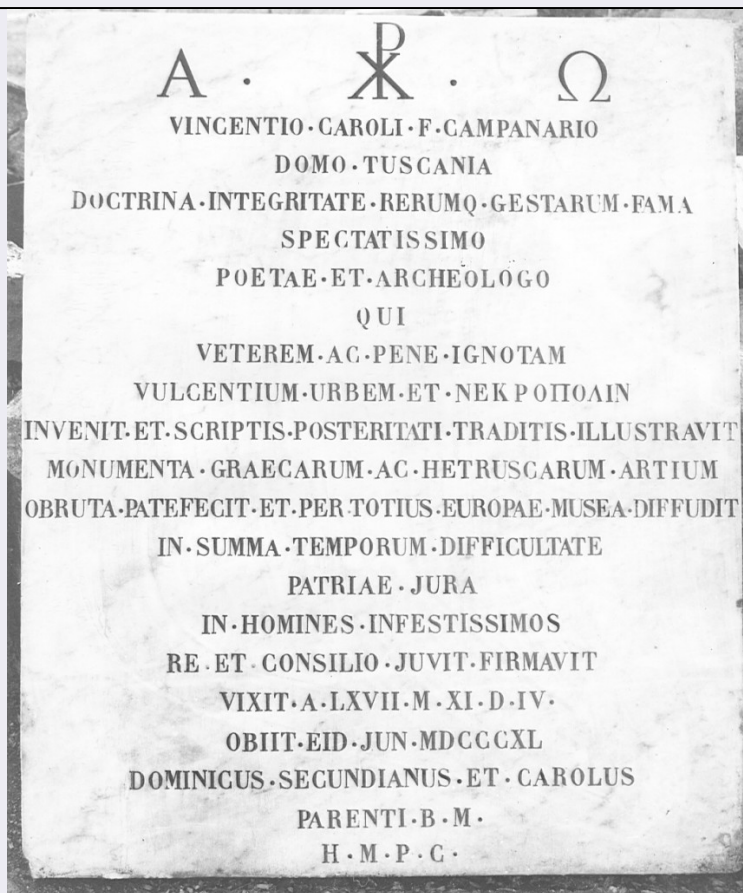 Α · ☧ · Ω
VINCENTIO·CAROLI·F·CAMPANARIO
DOMO·TUSCANIA
DOCTRINA·INTEGRITATE·RERUMQ·GESTARUM·FAMA
SPECTATISSIMO
POETAE·ET·ARCHEOLOGO
QUI
VETEREM·AC·PENE·IGNOTAM
VULCENTIUM·URBEM·ET·ΝΕΚΡΟΠΟΛΙΝ
INVENIT·ET·SCRIPTIS·POSTERITATI·TRADITIS·ILLUSTRAVIT
MONUMENTA·GRAECARUM·AC·HETRUSCARUM·ARTIUM
OBRUTA·PATEFECIT·ET·PER·TOTIUS·EUROPAE·MUSEA·DIFFUDIT
IN·SUMMA·TEMPORUM·DIFFICULTATE
PATRIAE·JURA
IN·HOMINES·INFESTISSIMOS
RE·ET·CONSILIO·JUVIT·FIRMAVIT
VIXIT·A·LXVII·M·XI·D·IV·
OBIIT·EID·JUN·MDCCCXL
DOMINICUS·SECUNDIANUS·ET·CAROLUS
PARENTI·B·M·
H·M·P·C·